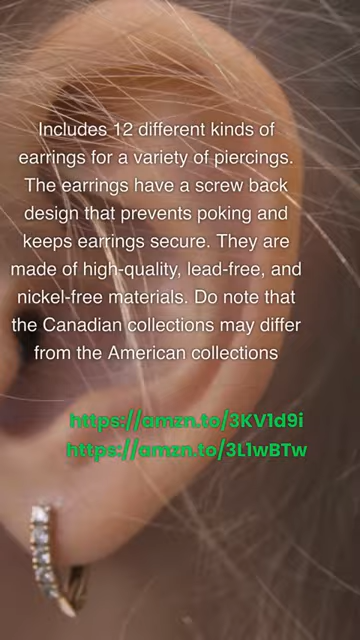 Includes 12 different kinds of
earrings for a variety of piercings.
The earrings have a screw back
design that prevents poking and
keeps earrings secure. They are
made of high-quality, lead-free, and
nickel-free materials. Do note that
the Canadian collections may differ
from the American collections
https://amzn.to/3KV1d9i
https://amzn.to/3L1wBTw